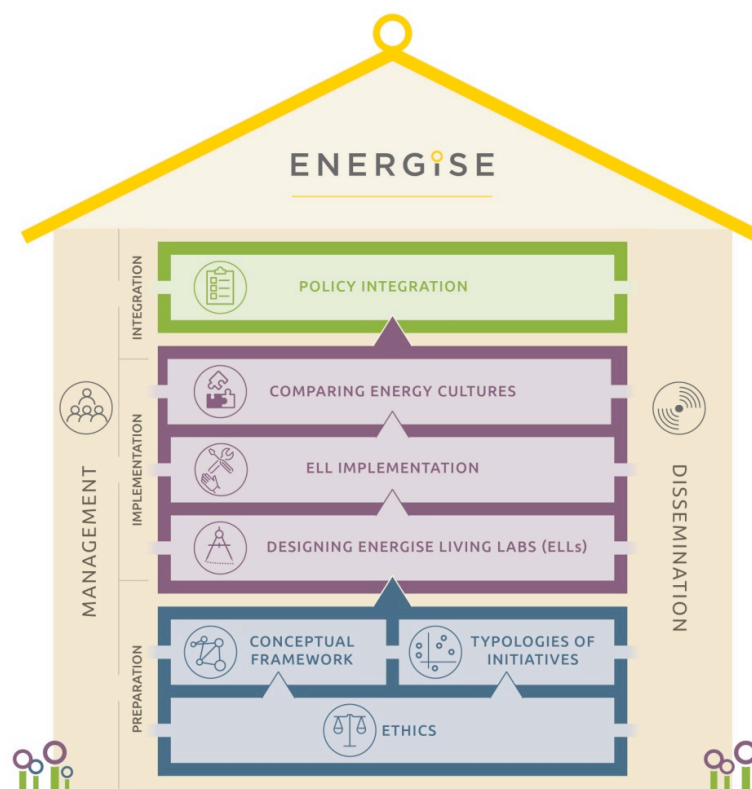 ENERGiSE
INTEGRATION
POLICY INTEGRATION
IMPLEMENTATION
COMPARING ENERGY CULTURES
ELL IMPLEMENTATION
DESIGNING ENERGISE LIVING LABS (ELLs)
MANAGEMENT
DISSEMINATION
PREPARATION
CONCEPTUAL
FRAMEWORK
TYPOLOGIES OF
INITIATIVES
ETHICS